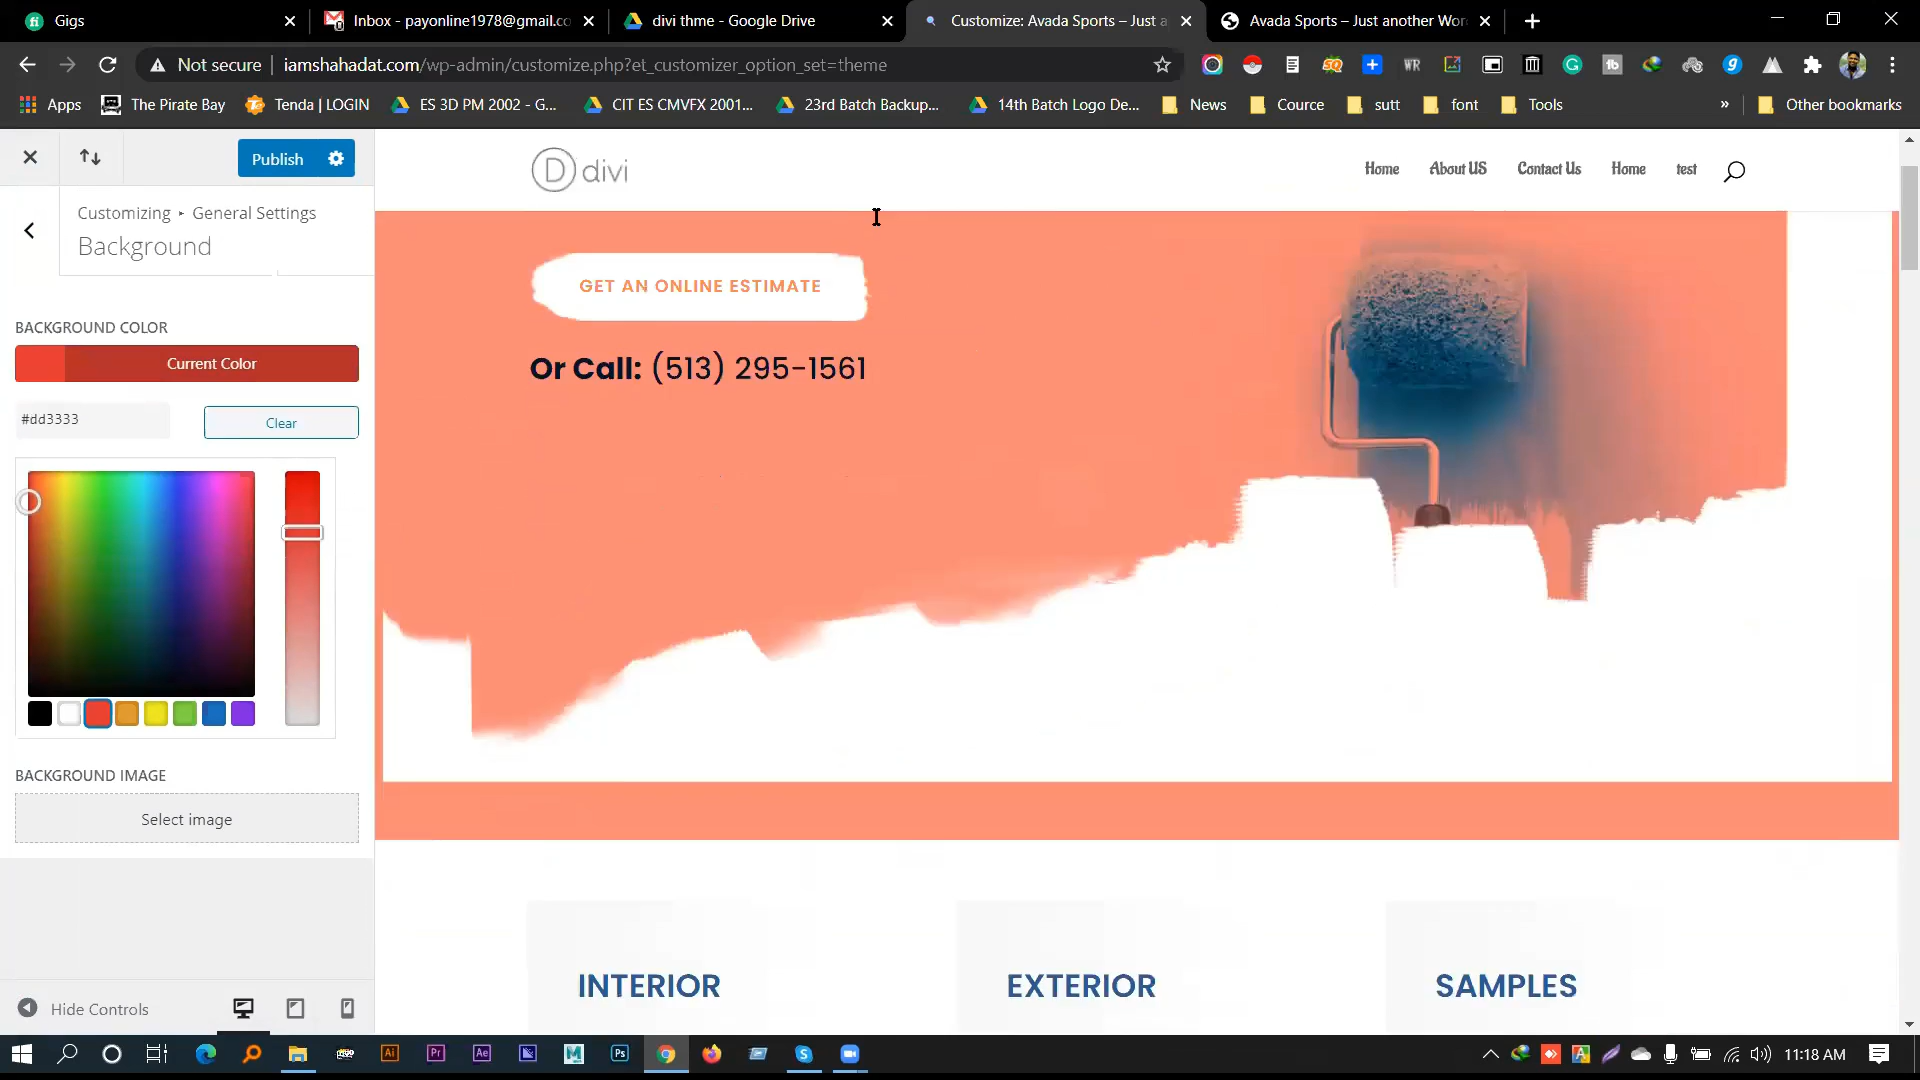 Gigs
Inbox - payonline1978@gmail.co
divi thme - Google Drive
Customize: Avada Sports – Just a
Avada Sports – Just another Wor
Not secure
iamshahadat.com/wp-admin/customize.php?et_customizer_option_set=theme
Apps
The Pirate Bay
Tenda | LOGIN
ES 3D PM 2002 - G...
CIT ES CMVFX 2001...
23rd Batch Backup...
14th Batch Logo De...
News
Cource
sutt
font
Tools
»
Other bookmarks
Publish
Customizing ▸ General Settings
Background
BACKGROUND COLOR
Current Color
#dd3333
Clear
BACKGROUND IMAGE
Select image
Hide Controls
D divi
Home
About US
Contact Us
Home
test
GET AN ONLINE ESTIMATE
Or Call: (513) 295-1561
INTERIOR
EXTERIOR
SAMPLES
Ai
Pr
Ae
M
Ps
11:18 AM